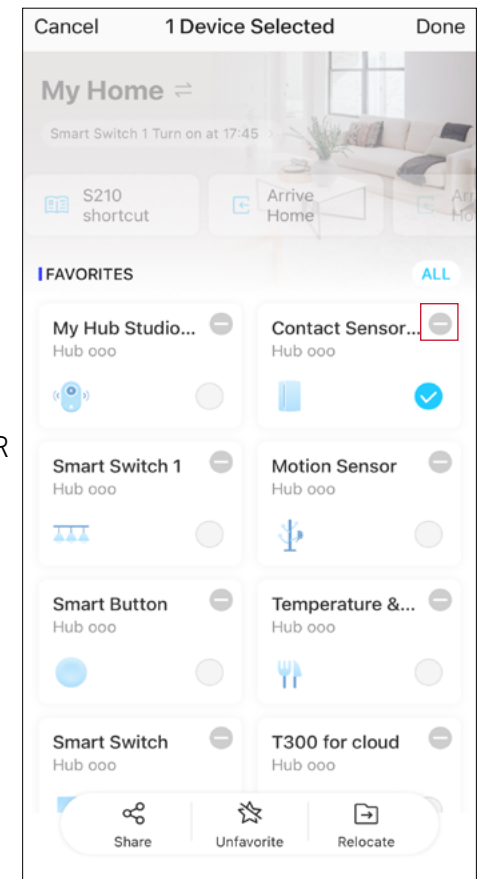 Cancel 1 Device Selected Done
My Home
Smart Switch 1 Turn on at 17:45
S210
shortcut
Arrive
Home
Arr
Ho
FAVORITES
ALL
My Hub Studio...
Hub ooo
Contact Sensor...
Hub ooo
R
Smart Switch 1
Hub ooo
Motion Sensor
Hub ooo
Smart Button
Hub ooo
Temperature &...
Hub ooo
Smart Switch
Hub ooo
T300 for cloud
Hub ooo
Share Unfavorite Relocate